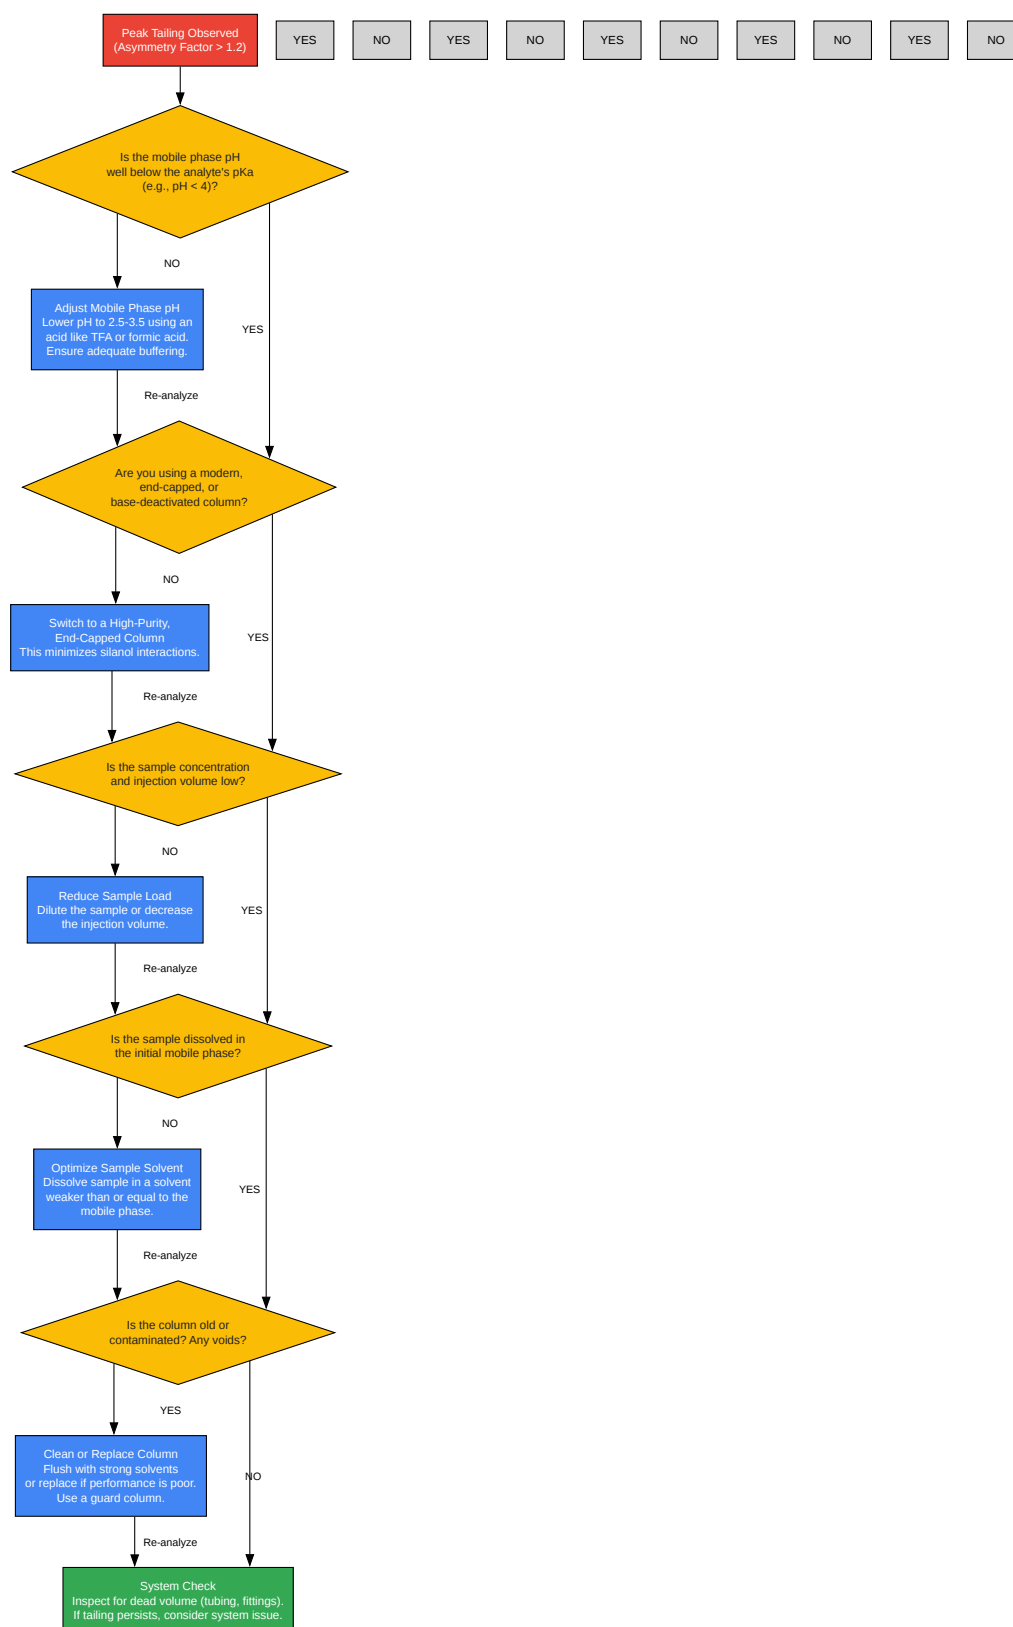 Peak Tailing Observed
(Asymmetry Factor > 1.2)
YES
NO
YES
NO
YES
NO
YES
NO
YES
NO
Is the mobile phase pH
well below the analyte's pKa
(e.g., pH < 4)?
NO
YES
Adjust Mobile Phase pH
Lower pH to 2.5-3.5 using an
acid like TFA or formic acid.
Ensure adequate buffering.
Re-analyze
Are you using a modern,
end-capped, or
base-deactivated column?
NO
YES
Switch to a High-Purity,
End-Capped Column
This minimizes silanol interactions.
Re-analyze
Is the sample concentration
and injection volume low?
NO
YES
Reduce Sample Load
Dilute the sample or decrease
the injection volume.
Re-analyze
Is the sample dissolved in
the initial mobile phase?
NO
YES
Optimize Sample Solvent
Dissolve sample in a solvent
weaker than or equal to the
mobile phase.
Re-analyze
Is the column old or
contaminated? Any voids?
YES
NO
Clean or Replace Column
Flush with strong solvents
or replace if performance is poor.
Use a guard column.
Re-analyze
System Check
Inspect for dead volume (tubing, fittings).
If tailing persists, consider system issue.